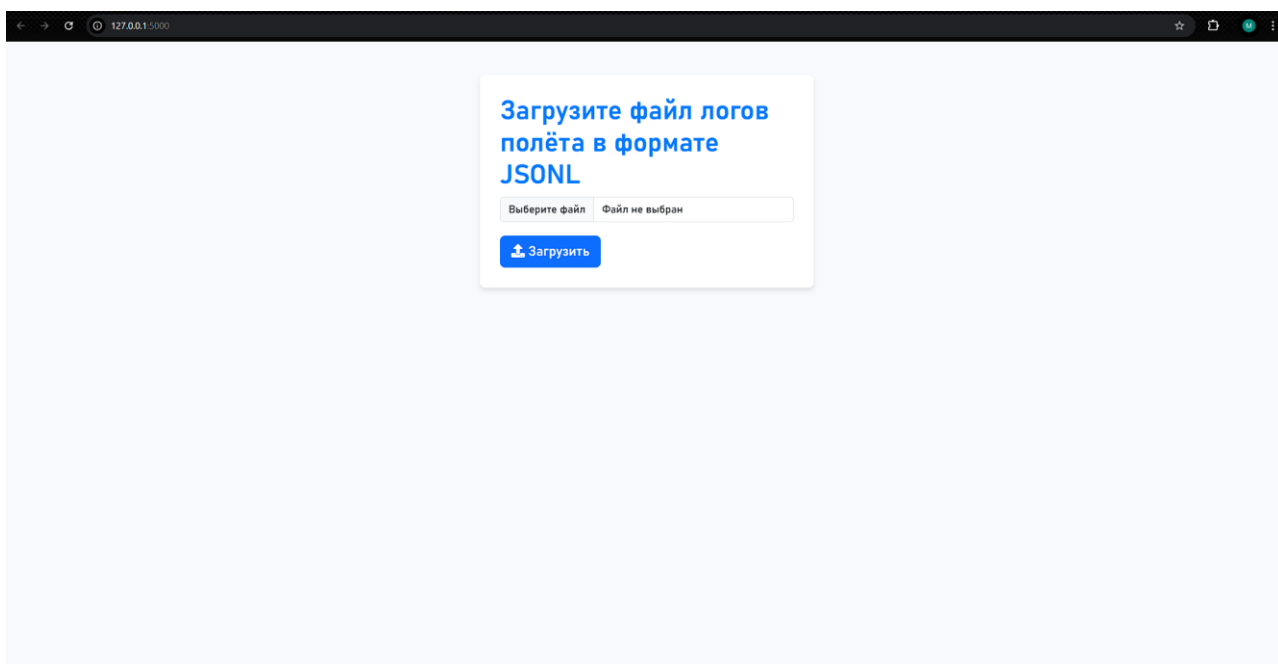 127.0.0.1:5000
M
Загрузите файл логов
полёта в формате
JSONL
Выберите файл Файл не выбран
Загрузить